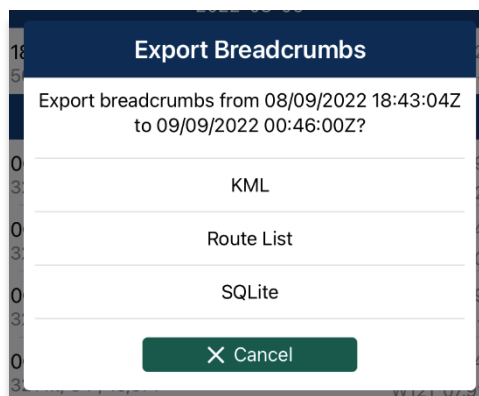 Export Breadcrumbs
Export breadcrumbs from 08/09/2022 18:43:04Z
to 09/09/2022 00:46:00Z?
KML
Route List
SQLite
Cancel